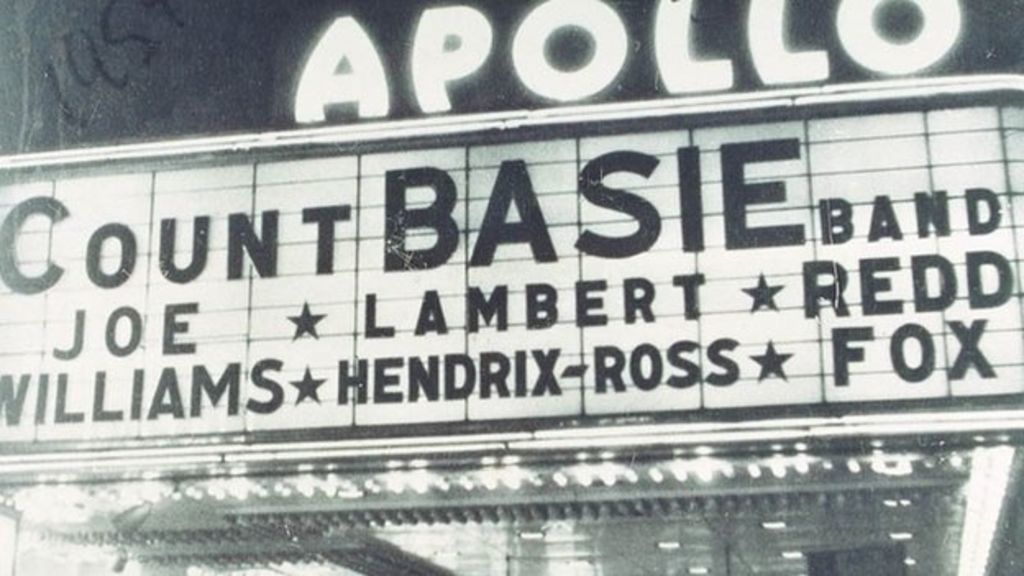 APOLLO
COUNT BASIE BAND
JOE ★ LAMBERT ★ REDD
WILLIAMS ★ HENDRIX-ROSS ★ FOX